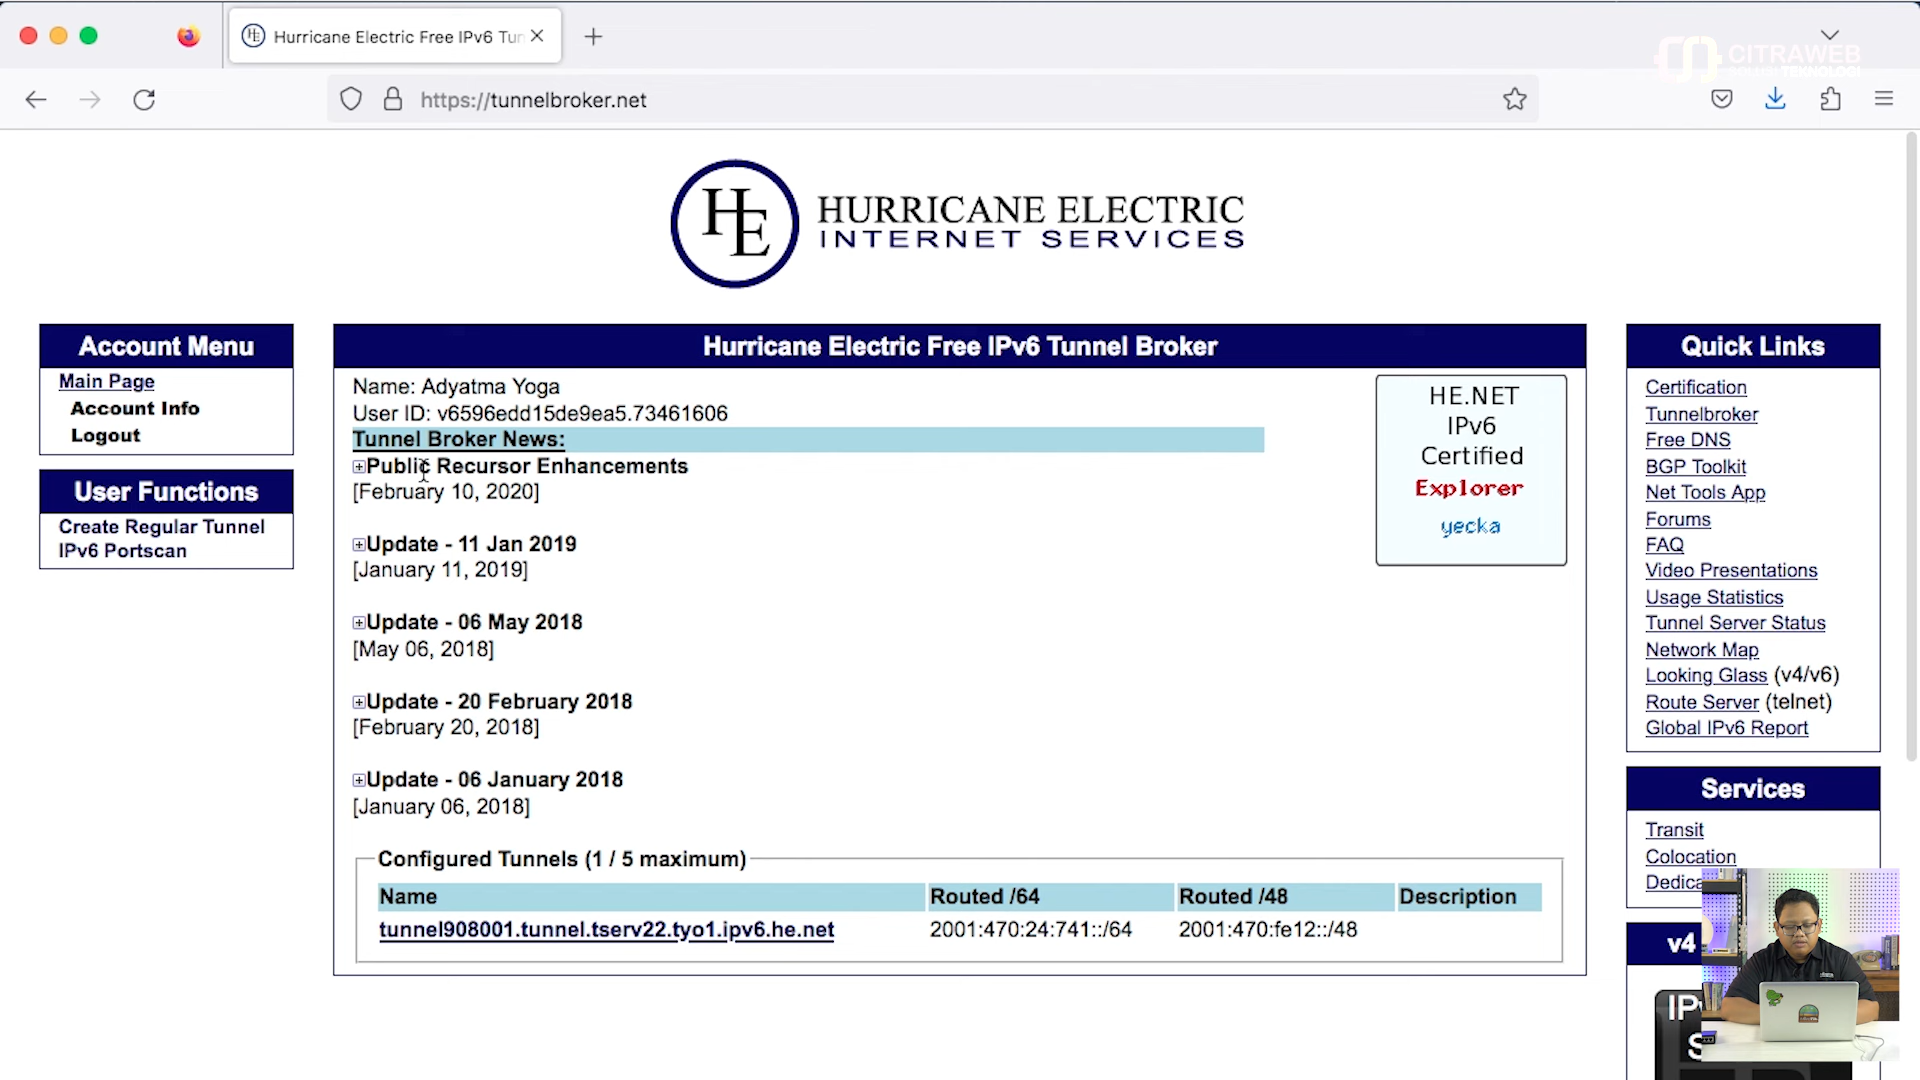 Hurricane Electric Free IPv6 Tun
CITRAWEB
SOLUSI TEKNOLOGI
https://tunnelbroker.net
HE HURRICANE ELECTRIC
INTERNET SERVICES
Account Menu
Main Page
Account Info
Logout
User Functions
Create Regular Tunnel
IPv6 Portscan
Hurricane Electric Free IPv6 Tunnel Broker
Name: Adyatma Yoga
User ID: v6596edd15de9ea5.73461606
Tunnel Broker News:
Public Recursor Enhancements
[February 10, 2020]
Update - 11 Jan 2019
[January 11, 2019]
Update - 06 May 2018
[May 06, 2018]
Update - 20 February 2018
[February 20, 2018]
Update - 06 January 2018
[January 06, 2018]
HE.NET
IPv6
Certified
Explorer
yecka
Configured Tunnels (1 / 5 maximum)
Name Routed /64 Routed /48 Description
tunnel908001.tunnel.tserv22.tyo1.ipv6.he.net 2001:470:24:741::/64 2001:470:fe12::/48
Quick Links
Certification
Tunnelbroker
Free DNS
BGP Toolkit
Net Tools App
Forums
FAQ
Video Presentations
Usage Statistics
Tunnel Server Status
Network Map
Looking Glass (v4/v6)
Route Server (telnet)
Global IPv6 Report
Services
Transit
Colocation
Dedic
v4
IP
S